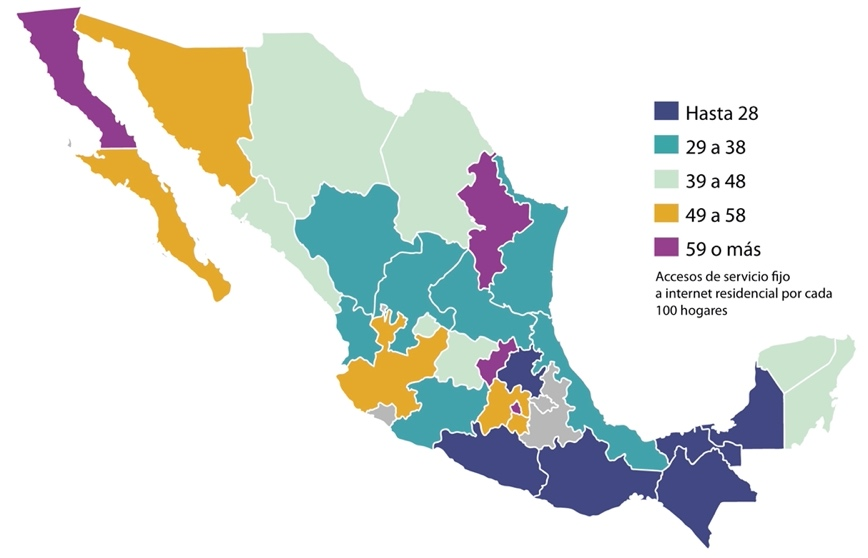 Hasta 28
29 a 38
39 a 48
49 a 58
59 o más
Accesos de servicio fijo
a internet residencial por cada
100 hogares